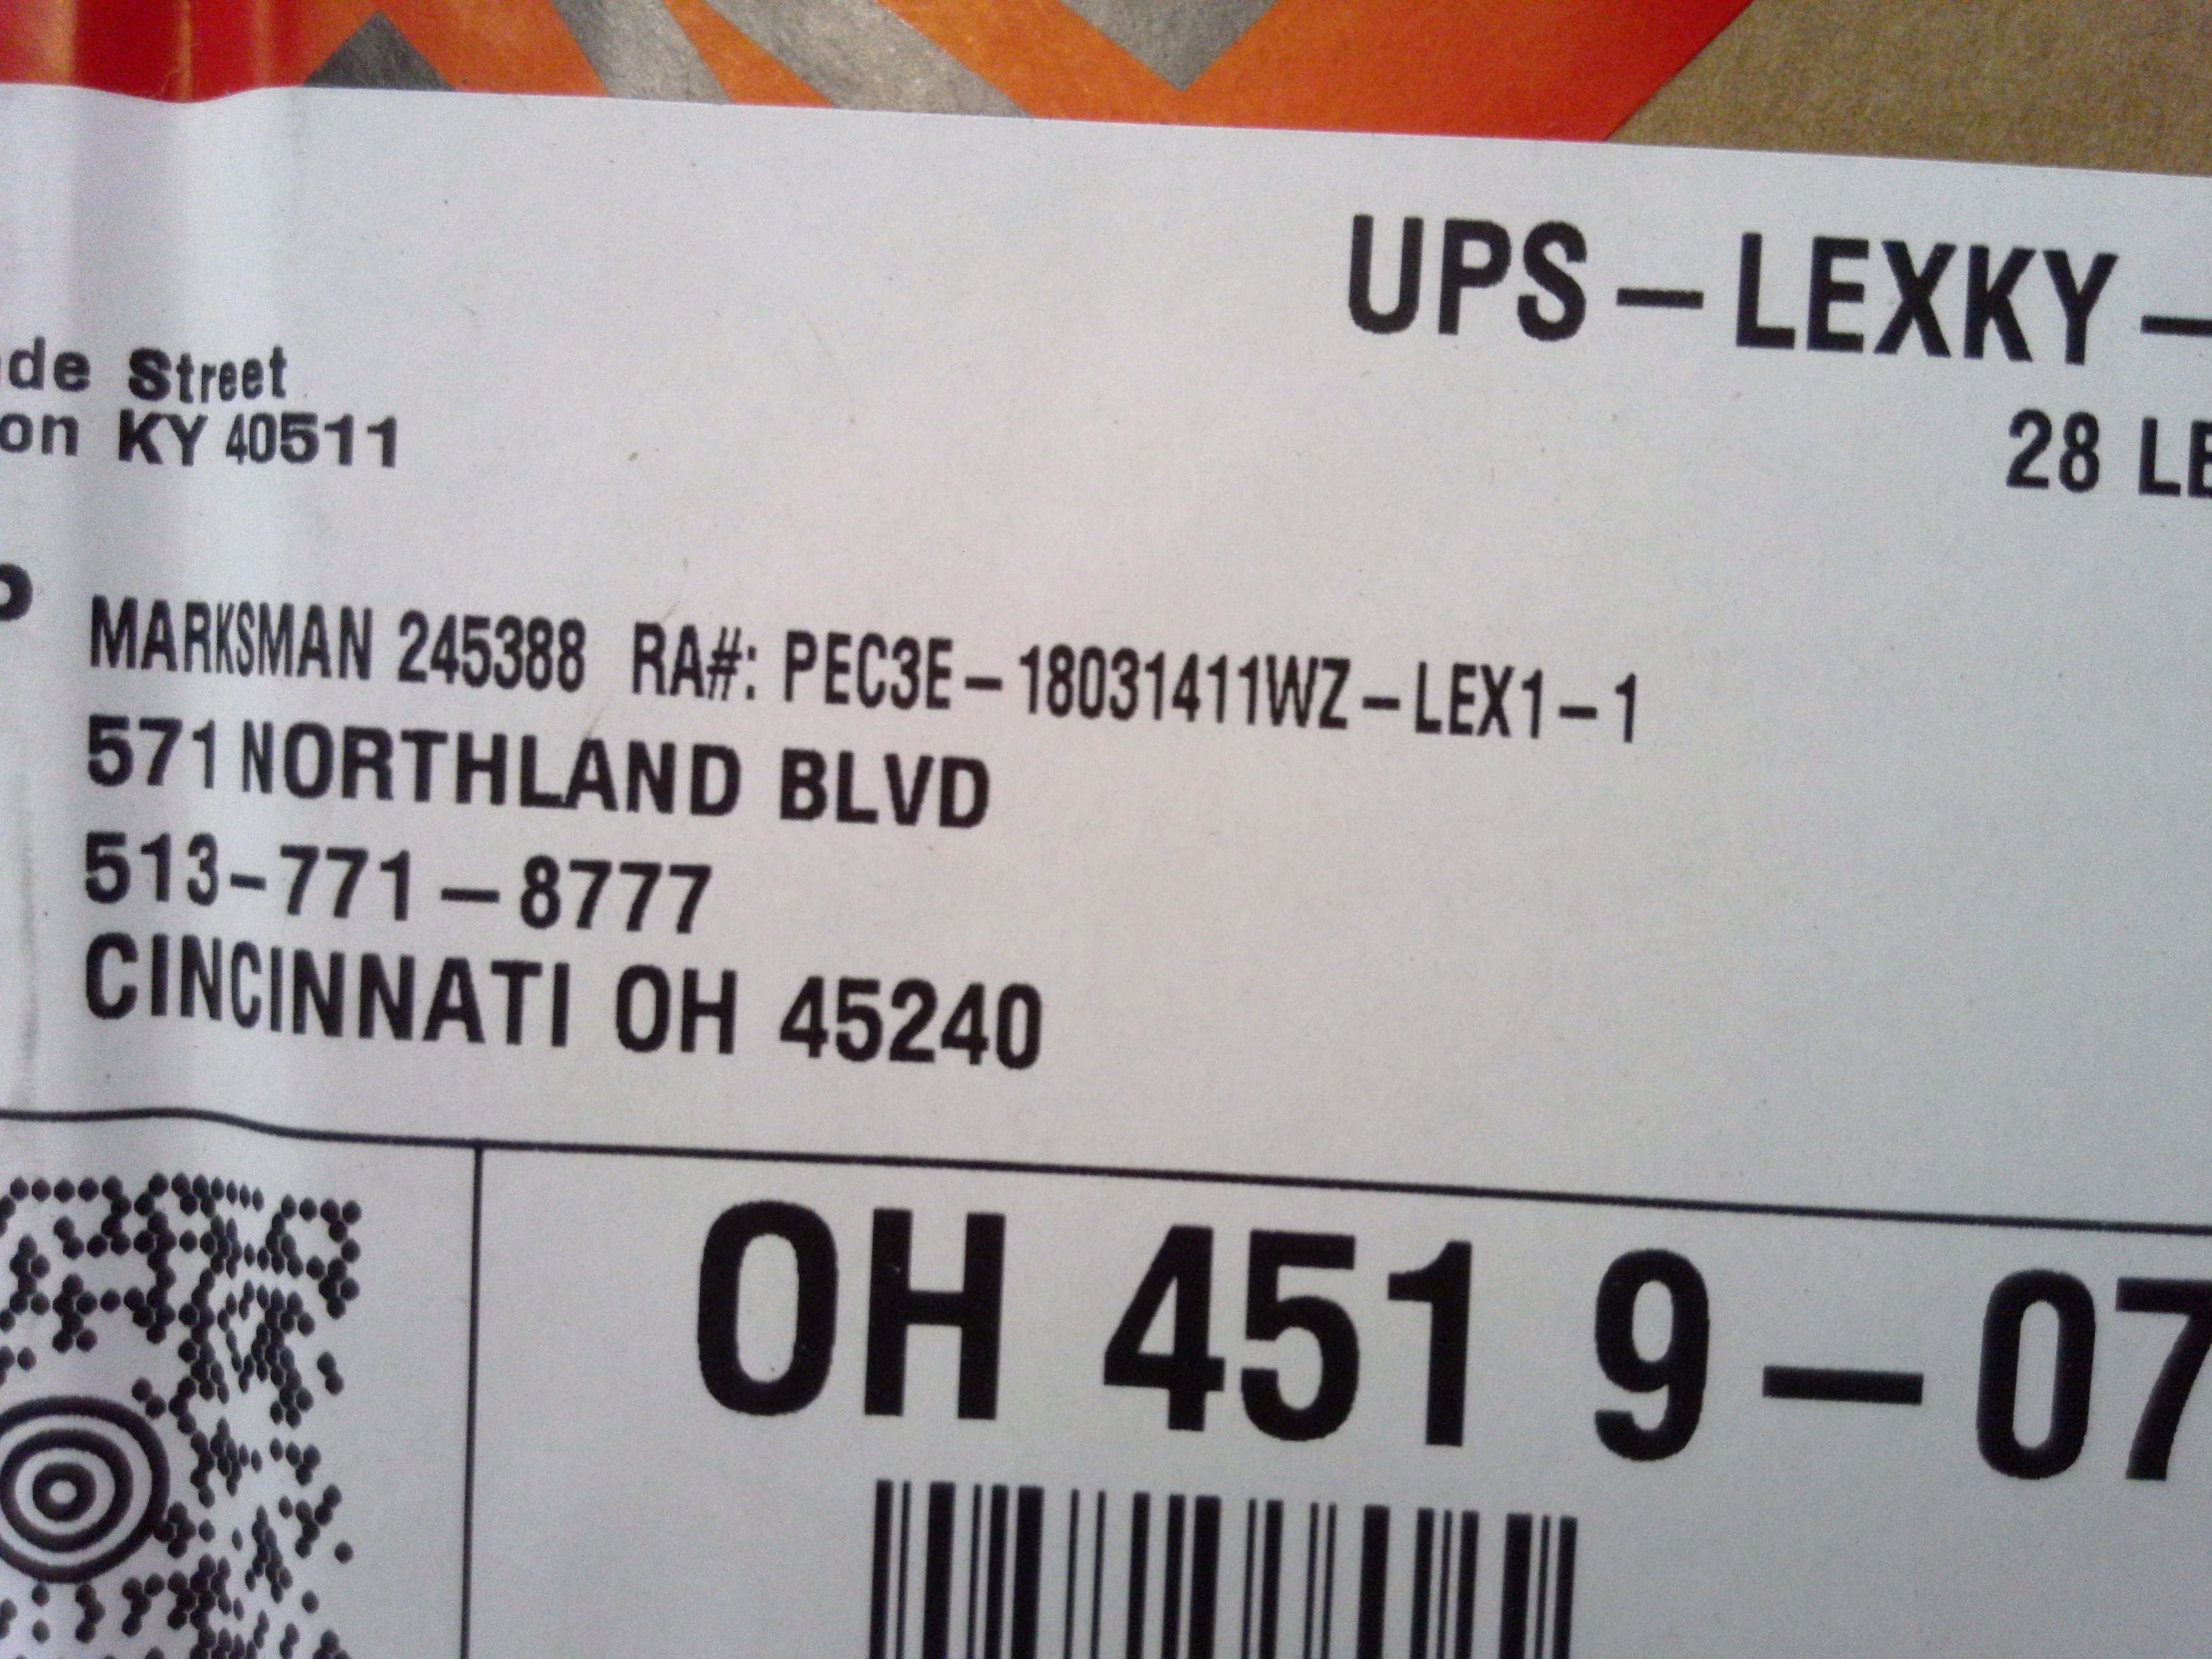 UPS – LEXKY –
28 LE
de Street
on KY 40511
P
MARKSMAN 245388 RA#: PEC3E – 18031411WZ – LEX1 – 1
571 NORTHLAND BLVD
513-771 – 8777
CINCINNATI OH 45240
OH 451 9 – 07